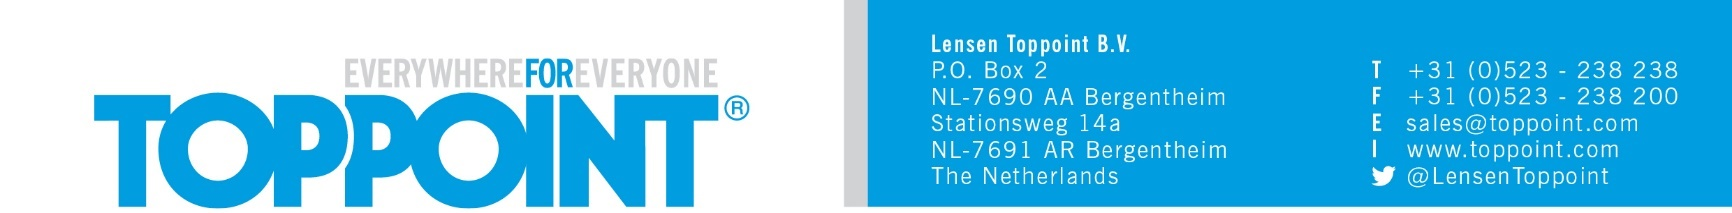 EVERYWHEREFOREVERYONE
TOPPOINT®
Lensen Toppoint B.V.
P.O. Box 2
NL-7690 AA Bergentheim
Stationsweg 14a
NL-7691 AR Bergentheim
The Netherlands
T +31 (0)523 - 238 238
F +31 (0)523 - 238 200
E sales@toppoint.com
I www.toppoint.com
@LensenToppoint